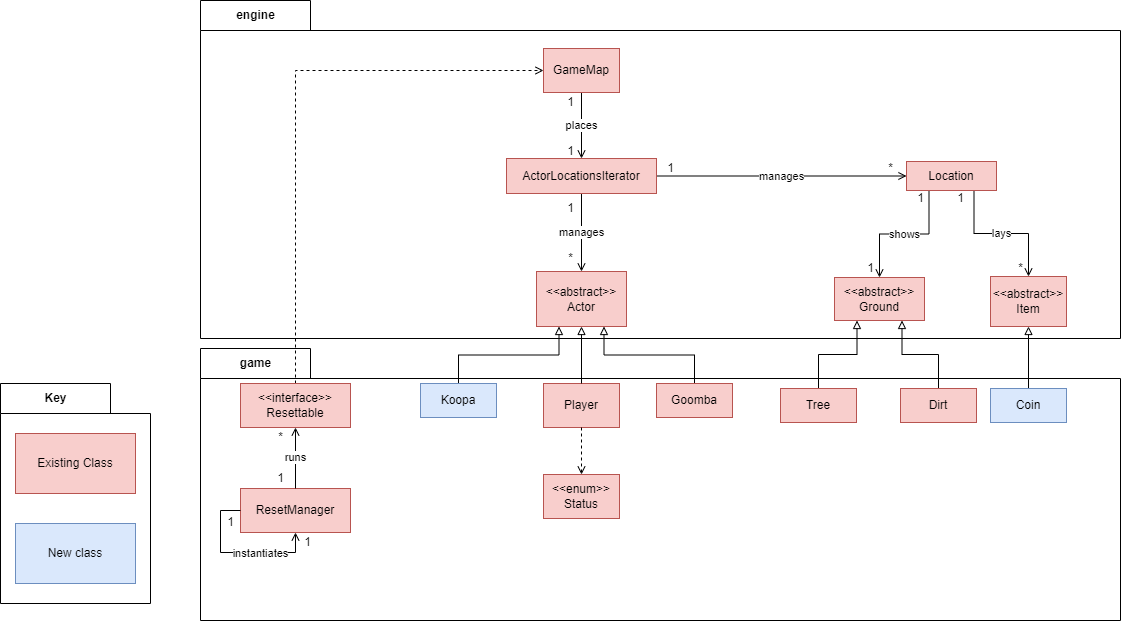 engine
GameMap
1
places
1
ActorLocationsIterator
1
manages
*
Location
1
manages
*
1
1
shows
lays
1
*
<<abstract>>
Actor
<<abstract>>
Ground
<<abstract>>
Item
game
Key
<<interface>>
Resettable
Koopa
Player
Goomba
Tree
Dirt
Coin
*
runs
1
Existing Class
<<enum>>
Status
ResetManager
1
1
instantiates
New class